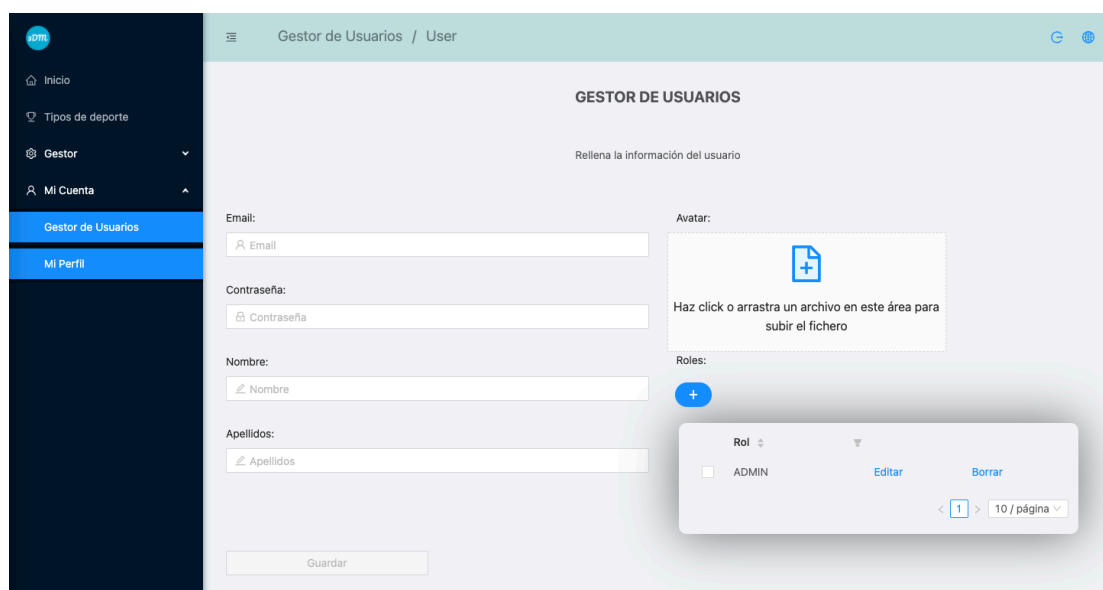 sDm
Gestor de Usuarios / User
Inicio
Tipos de deporte
Gestor
Mi Cuenta
Gestor de Usuarios
Mi Perfil
GESTOR DE USUARIOS
Rellena la información del usuario
Email:
Email
Contraseña:
Contraseña
Nombre:
Nombre
Apellidos:
Apellidos
Guardar
Avatar:
Haz click o arrastra un archivo en este área para
subir el fichero
Roles:
+
Rol
ADMIN Editar Borrar
< 1 > 10 / página